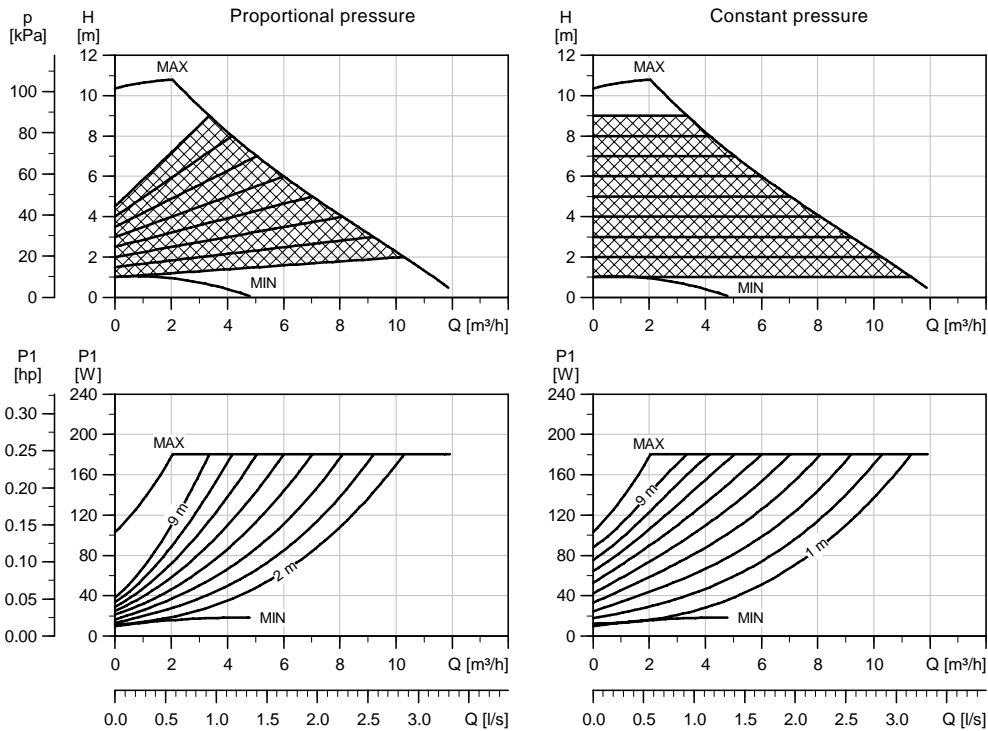 p
[kPa]
H
[m]
Proportional pressure
H
[m]
Constant pressure
12
10
8
6
4
2
0
100
80
60
40
20
0
MAX
MIN
0 2 4 6 8 10 Q [m³/h]
12
10
8
6
4
2
0
MAX
MIN
0 2 4 6 8 10 Q [m³/h]
P1
[hp]
P1
[W]
0.30
0.25
0.20
0.15
0.10
0.05
0.00
240
200
160
120
80
40
0
MAX
9 m
2 m
MIN
0 2 4 6 8 10 Q [m³/h]
0.0 0.5 1.0 1.5 2.0 2.5 3.0 Q [l/s]
P1
[W]
240
200
160
120
80
40
0
MAX
9 m
1 m
MIN
0 2 4 6 8 10 Q [m³/h]
0.0 0.5 1.0 1.5 2.0 2.5 3.0 Q [l/s]